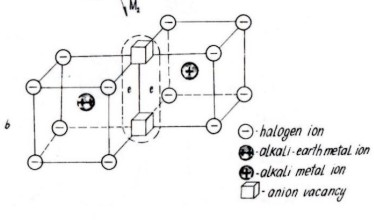 M₂
e e
b
-halogen ion
-alkali-earth metal ion
-alkali metal ion
-anion vacancy